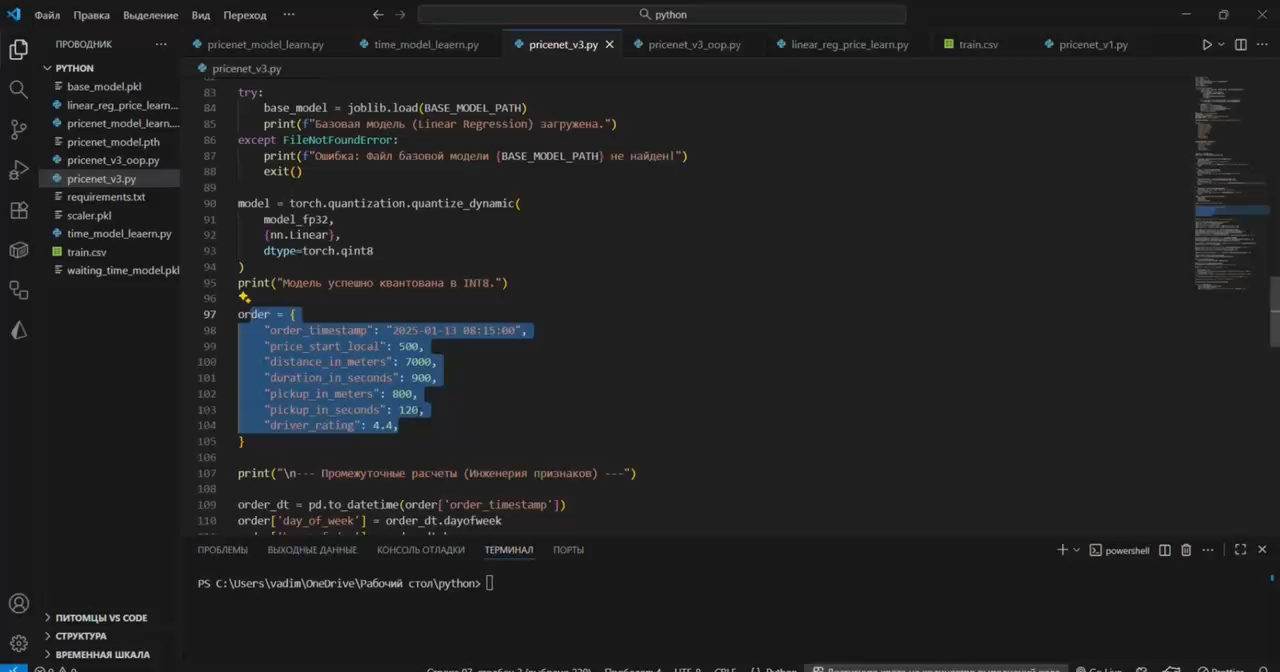 Файл Правка Выделение Вид Переход ··· python
ПРОВОДНИК ···
PYTHON
base_model.pkl
linear_reg_price_learn...
pricenet_model_learn....
pricenet_model.pth
pricenet_v3_oop.py
pricenet_v3.py
requirements.txt
scaler.pkl
time_model_leaern.py
train.csv
waiting_time_model.pkl
ПИТОМЦЫ VS CODE
СТРУКТУРА
ВРЕМЕННАЯ ШКАЛА
pricenet_model_learn.py time_model_leaern.py pricenet_v3.py pricenet_v3_oop.py linear_reg_price_learn.py train.csv pricenet_v1.py
pricenet_v3.py
83 try:
84 base_model = joblib.load(BASE_MODEL_PATH)
85 print(f"Базовая модель (Linear Regression) загружена.")
86 except FileNotFoundError:
87 print(f"Ошибка: Файл базовой модели {BASE_MODEL_PATH} не найден!")
88 exit()
89
90 model = torch.quantization.quantize_dynamic(
91 model_fp32,
92 {nn.Linear},
93 dtype=torch.qint8
94 )
95 print("Модель успешно квантована в INT8.")
96
97 order = {
98 "order_timestamp": "2025-01-13 08:15:00",
99 "price_start_local": 500,
100 "distance_in_meters": 7000,
101 "duration_in_seconds": 900,
102 "pickup_in_meters": 800,
103 "pickup_in_seconds": 120,
104 "driver_rating": 4.4,
105 }
106
107 print("\n--- Промежуточные расчеты (Инженерия признаков) ---")
108
109 order_dt = pd.to_datetime(order['order_timestamp'])
110 order['day_of_week'] = order_dt.dayofweek
ПРОБЛЕМЫ ВЫХОДНЫЕ ДАННЫЕ КОНСОЛЬ ОТЛАДКИ ТЕРМИНАЛ ПОРТЫ powershell
PS C:\Users\vadim\OneDrive\Рабочий стол\python>